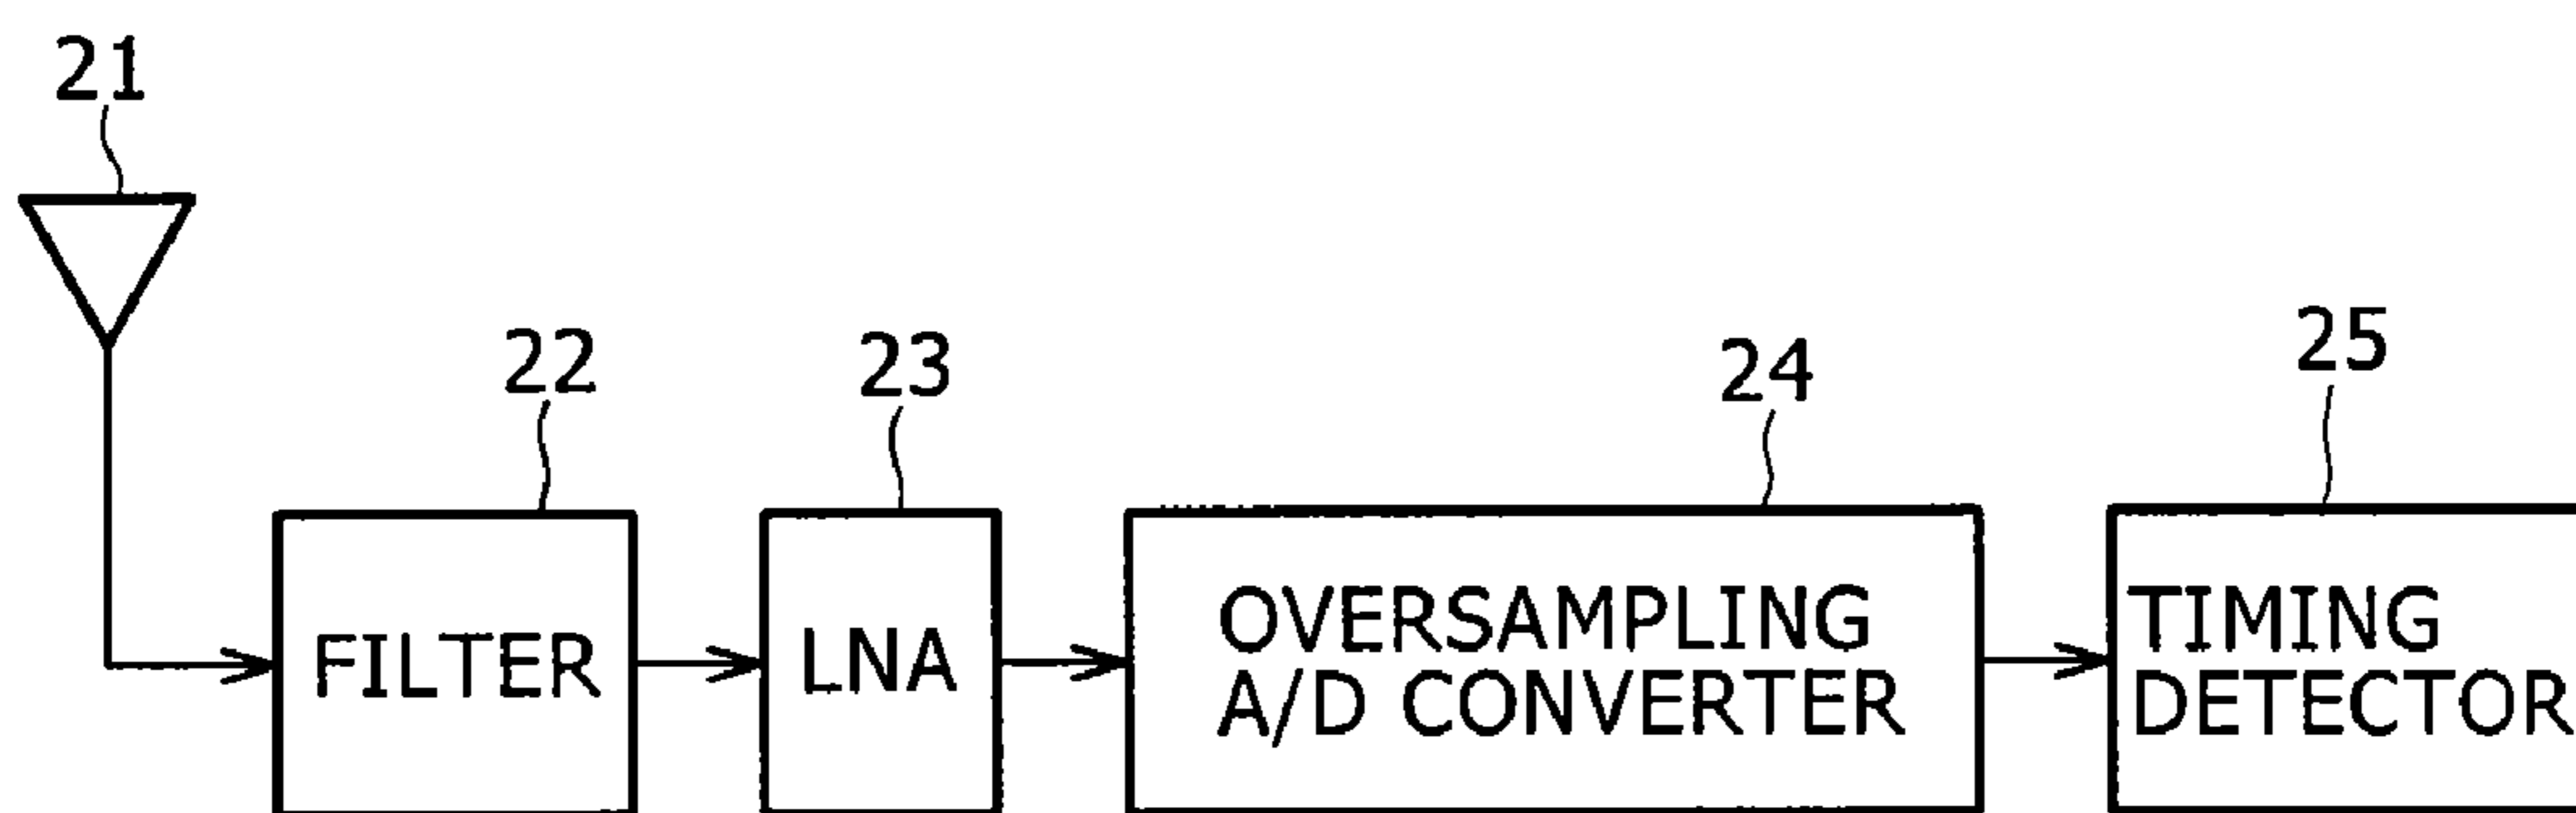 21
22
23
24
25
FILTER
LNA
OVERSAMPLING
A/D CONVERTER
TIMING
DETECTOR